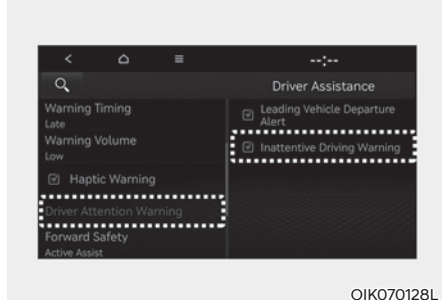 --:--
Driver Assistance
Warning Timing
Late
Warning Volume
Low
Haptic Warning
Driver Attention Warning
Forward Safety
Active Assist
Leading Vehicle Departure
Alert
Inattentive Driving Warning
OIK070128L